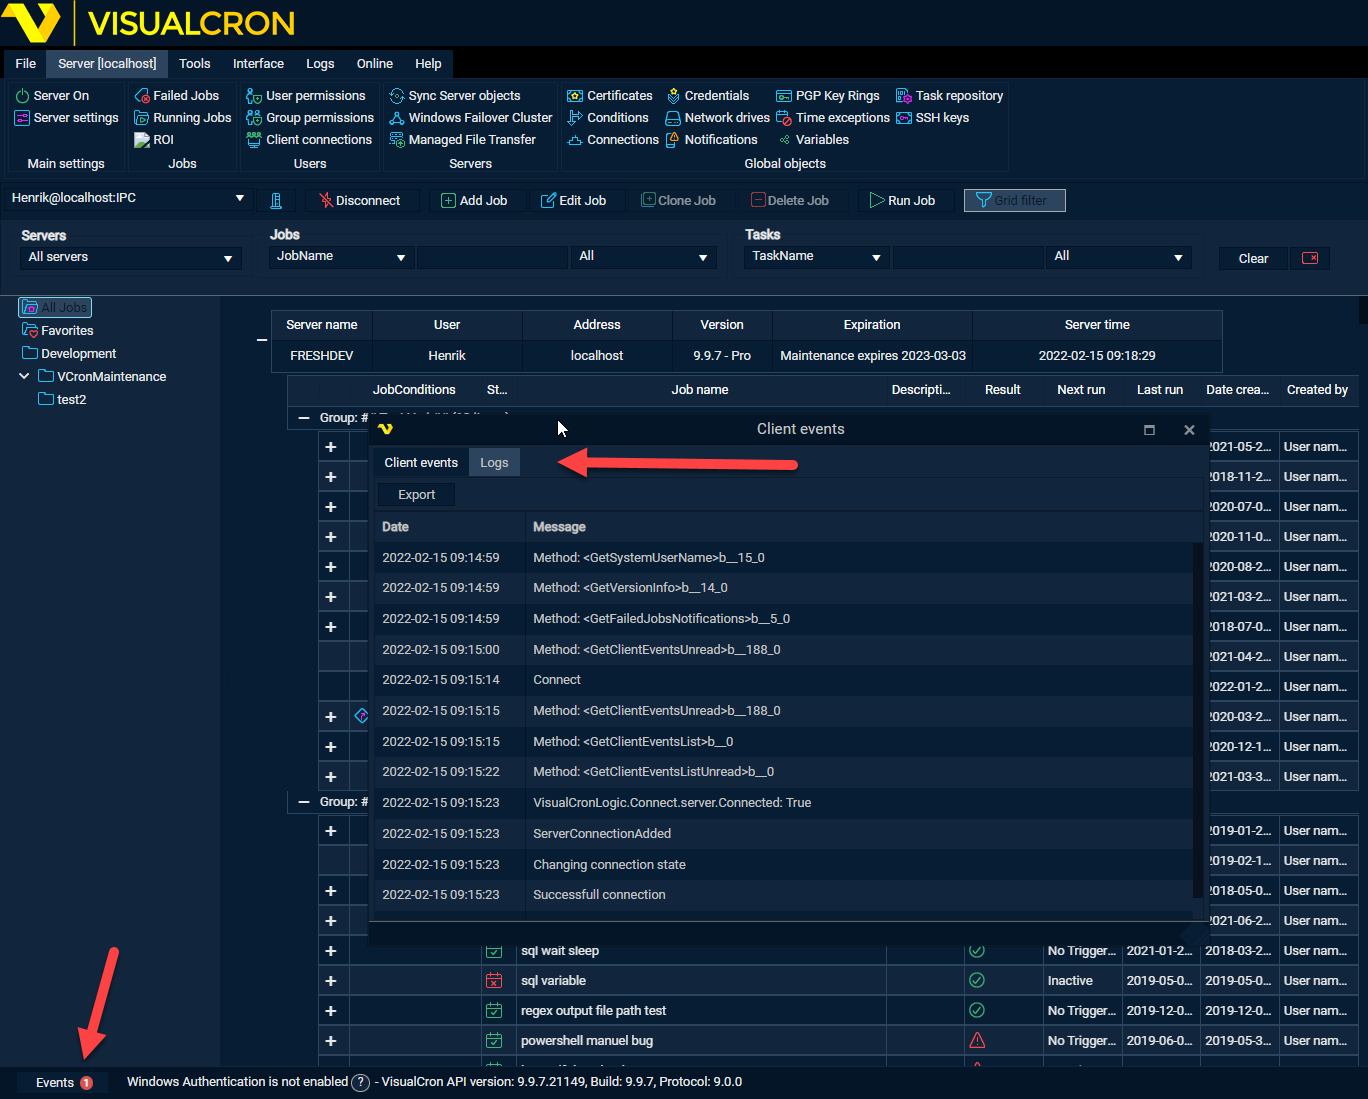 VISUALCRON
File Server [localhost] Tools Interface Logs Online Help
Server On Failed Jobs User permissions Sync Server objects Certificates Credentials PGP Key Rings Task repository
Server settings Running Jobs Group permissions Windows Failover Cluster Conditions Network drives Time exceptions SSH keys
ROI Client connections Managed File Transfer Connections Notifications Variables
Main settings Jobs Users Servers Global objects
Henrik@localhost:IPC Disconnect Add Job Edit Job Clone Job Delete Job Run Job Grid filter
Servers Jobs Tasks
All servers JobName All TaskName All Clear
All Jobs
Favorites
Development
VCronMaintenance
test2
Server name User Address Version Expiration Server time
FRESHDEV Henrik localhost 9.9.7 - Pro Maintenance expires 2023-03-03 2022-02-15 09:18:29
JobConditions St... Job name Descripti... Result Next run Last run Date crea... Created by
Group: #
Client events
Client events Logs
Export
Date Message
2022-02-15 09:14:59 Method: <GetSystemUserName>b__15_0
2022-02-15 09:14:59 Method: <GetVersionInfo>b__14_0
2022-02-15 09:14:59 Method: <GetFailedJobsNotifications>b__5_0
2022-02-15 09:15:00 Method: <GetClientEventsUnread>b__188_0
2022-02-15 09:15:14 Connect
2022-02-15 09:15:15 Method: <GetClientEventsUnread>b__188_0
2022-02-15 09:15:15 Method: <GetClientEventsList>b__0
2022-02-15 09:15:22 Method: <GetClientEventsListUnread>b__0
2022-02-15 09:15:23 VisualCronLogic.Connect.server.Connected: True
2022-02-15 09:15:23 ServerConnectionAdded
2022-02-15 09:15:23 Changing connection state
2022-02-15 09:15:23 Successfull connection
2021-05-2... User nam...
2018-11-2... User nam...
2020-07-0... User nam...
2020-11-0... User nam...
2020-08-2... User nam...
2021-03-2... User nam...
2018-07-0... User nam...
2021-04-2... User nam...
2022-01-2... User nam...
2020-03-2... User nam...
2020-12-1... User nam...
2021-03-3... User nam...
Group: #
2019-01-2... User nam...
2019-02-1... User nam...
2018-05-0... User nam...
2021-06-2... User nam...
sql wait sleep No Trigger... 2021-01-2... 2018-03-2... User nam...
sql variable Inactive 2019-05-0... 2019-05-0... User nam...
regex output file path test No Trigger... 2019-12-0... 2019-12-0... User nam...
powershell manuel bug No Trigger... 2019-06-0... 2019-05-3... User nam...
Events 1 Windows Authentication is not enabled ? - VisualCron API version: 9.9.7.21149, Build: 9.9.7, Protocol: 9.0.0